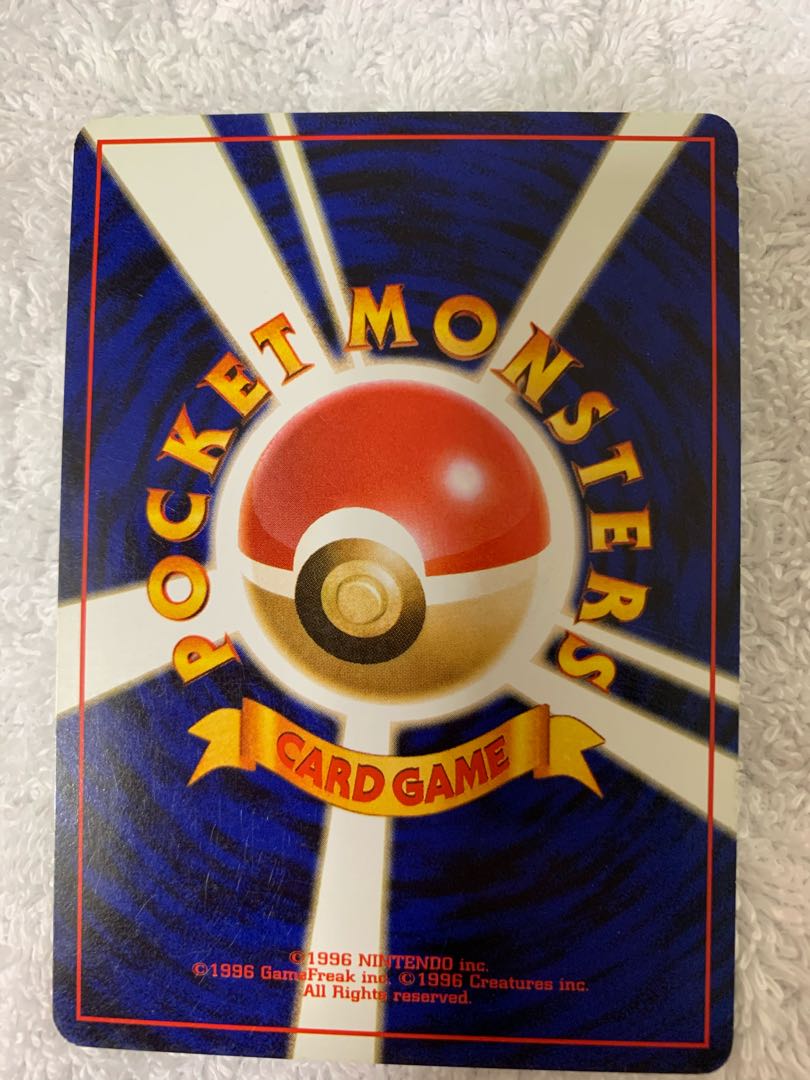 POCKET MONSTERS
CARD GAME
©1996 NINTENDO inc.
©1996 GameFreak inc. ©1996 Creatures inc.
All Rights reserved.